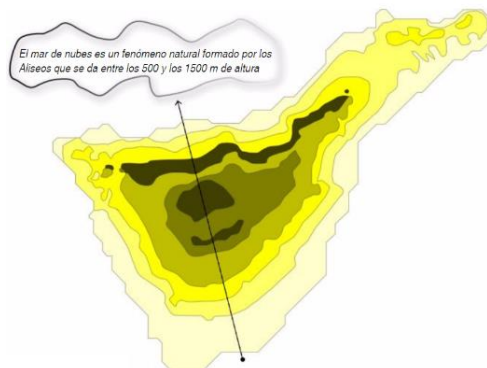 El mar de nubes es un fenómeno natural formado por los
Aliseos que se da entre los 500 y los 1500 m de altura